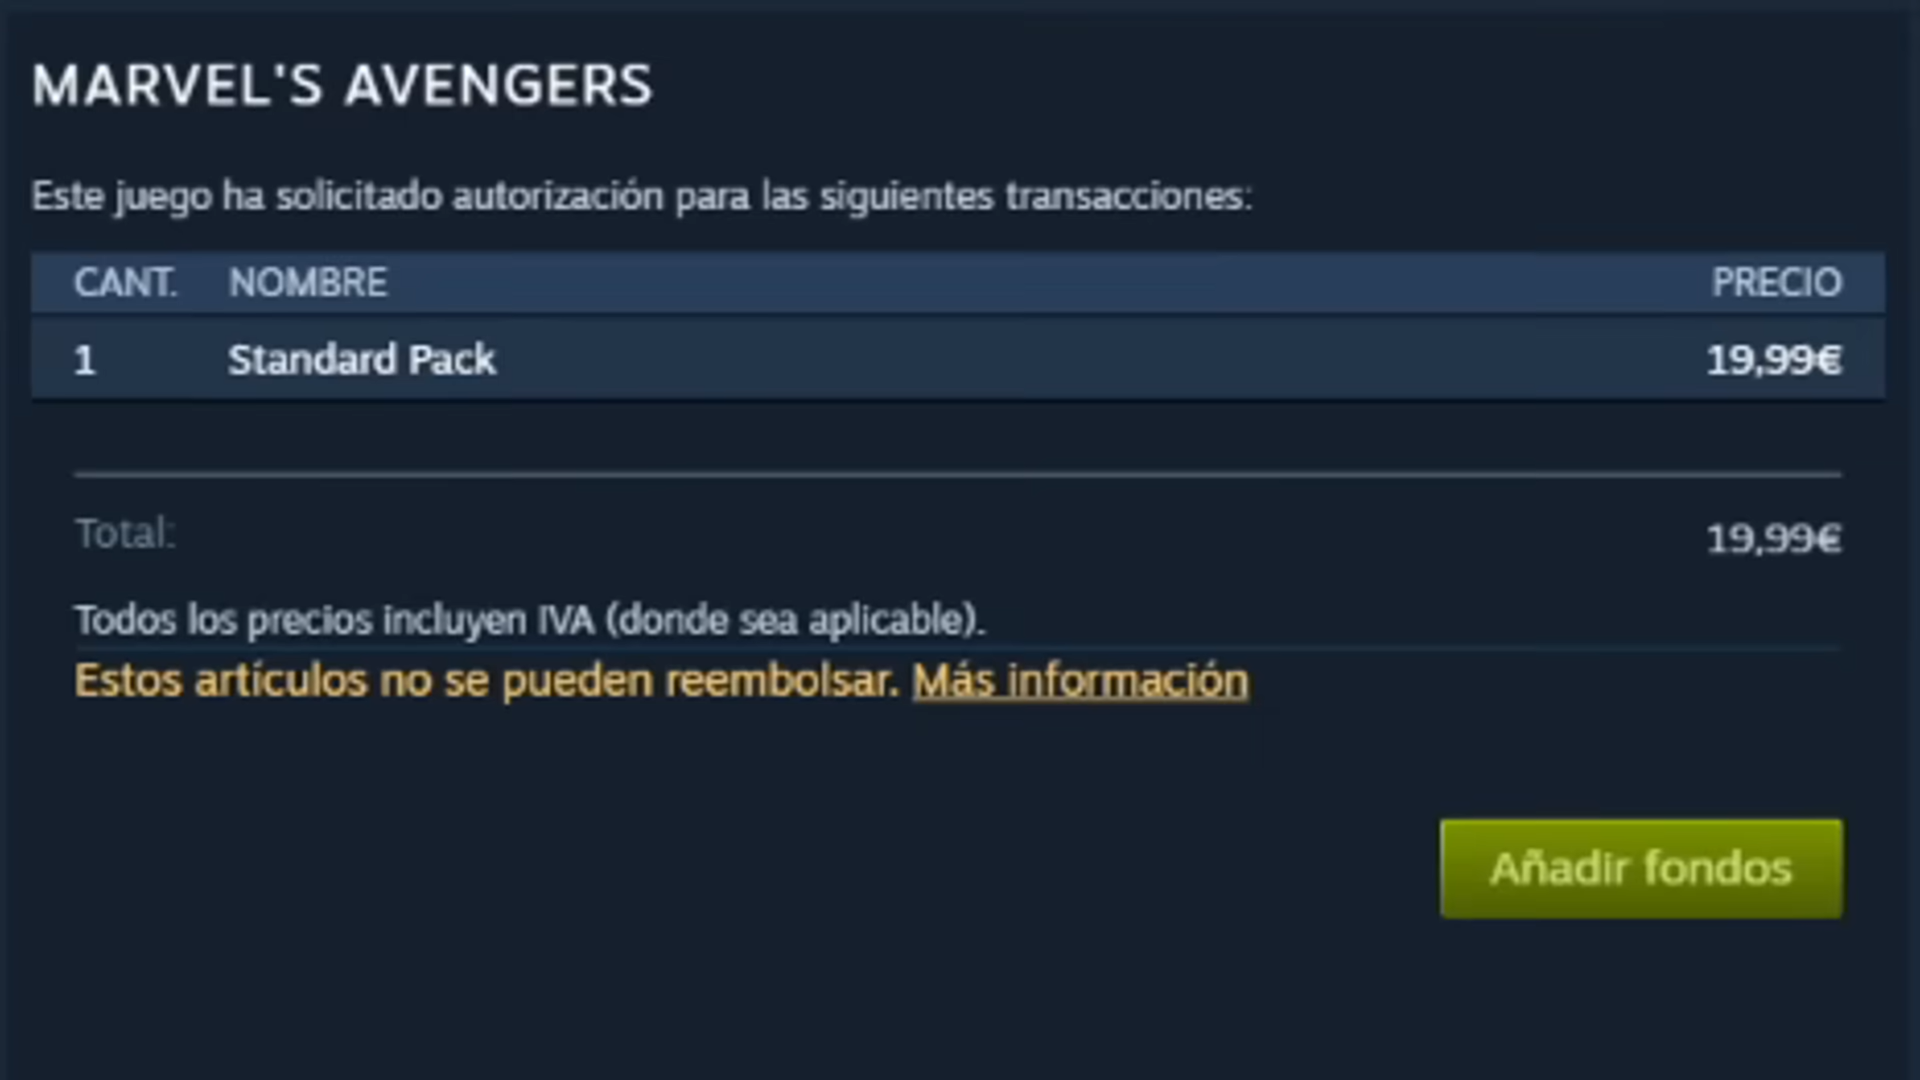 MARVEL'S AVENGERS
Este juego ha solicitado autorización para las siguientes transacciones:
CANT. NOMBRE PRECIO
1 Standard Pack 19,99€
Total: 19,99€
Todos los precios incluyen IVA (donde sea aplicable).
Estos artículos no se pueden reembolsar. Más información
Añadir fondos